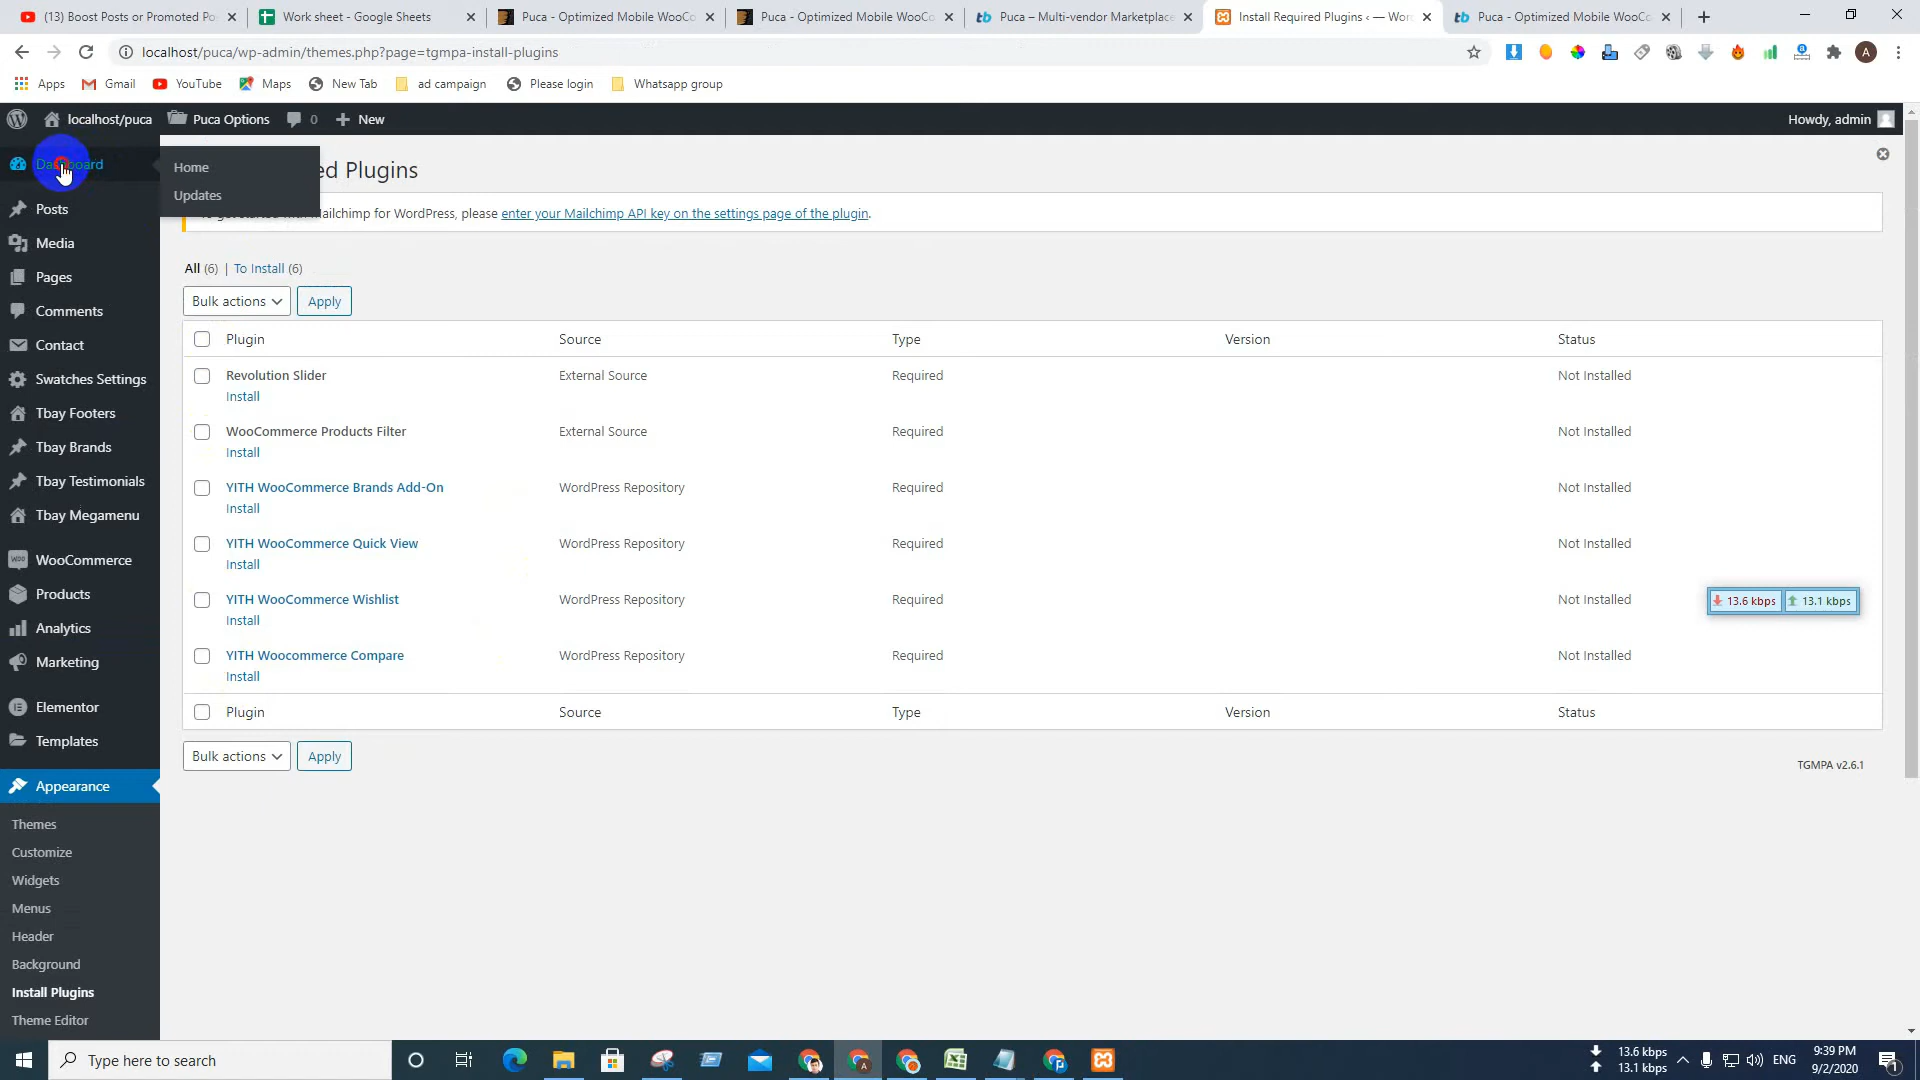 (13) Boost Posts or Promoted Po
Work sheet - Google Sheets
Puca - Optimized Mobile WooCo
Puca - Optimized Mobile WooCo
Puca – Multi-vendor Marketplace
Install Required Plugins ‹ — Wor
Puca - Optimized Mobile WooCo
localhost/puca/wp-admin/themes.php?page=tgmpa-install-plugins
A
Apps
Gmail
YouTube
Maps
New Tab
ad campaign
Please login
Whatsapp group
localhost/puca
Puca Options
0
New
Howdy, admin
Dashboard
Home
Updates
ed Plugins
Posts
Mailchimp for WordPress, please enter your Mailchimp API key on the settings page of the plugin.
Media
Pages
Comments
Contact
Swatches Settings
Tbay Footers
Tbay Brands
Tbay Testimonials
Tbay Megamenu
WooCommerce
Products
Analytics
Marketing
Elementor
Templates
Appearance
Themes
Customize
Widgets
Menus
Header
Background
Install Plugins
Theme Editor
All (6) | To Install (6)
Bulk actions Apply
Plugin Source Type Version Status
Revolution Slider External Source Required Not Installed
Install
WooCommerce Products Filter External Source Required Not Installed
Install
YITH WooCommerce Brands Add-On WordPress Repository Required Not Installed
Install
YITH WooCommerce Quick View WordPress Repository Required Not Installed
Install
YITH WooCommerce Wishlist WordPress Repository Required Not Installed
Install
13.6 kbps 13.1 kbps
YITH Woocommerce Compare WordPress Repository Required Not Installed
Install
Plugin Source Type Version Status
Bulk actions Apply
TGMPA v2.6.1
Type here to search
13.6 kbps
13.1 kbps
ENG
9:39 PM
9/2/2020
1